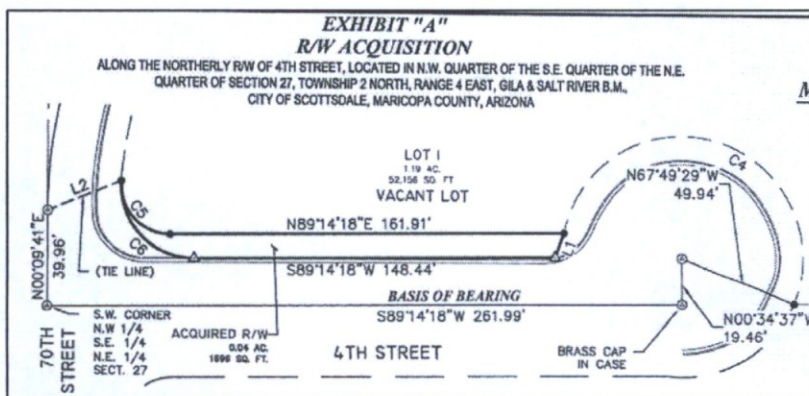 EXHIBIT "A"
R/W ACQUISITION
ALONG THE NORTHERLY R/W OF 4TH STREET, LOCATED IN N.W. QUARTER OF THE S.E. QUARTER OF THE N.E.
QUARTER OF SECTION 27, TOWNSHIP 2 NORTH, RANGE 4 EAST, GILA & SALT RIVER B.M.,
CITY OF SCOTTSDALE, MARICOPA COUNTY, ARIZONA
M
LOT 1
1.19 AC.
52,156 SQ. FT
VACANT LOT
C4
N67°49'29"W
49.94'
L2
C5
C6
N89°14'18"E 161.91'
L1
N00°09'41"E
39.96'
(TIE LINE)
S89°14'18"W 148.44'
BASIS OF BEARING
S89°14'18"W 261.99'
N00°34'37"W
19.46'
S.W. CORNER
N.W 1/4
S.E. 1/4
N.E. 1/4
SECT. 27
70TH
STREET
ACQUIRED R/W
0.04 AC.
1696 SQ. FT.
4TH STREET
BRASS CAP
IN CASE